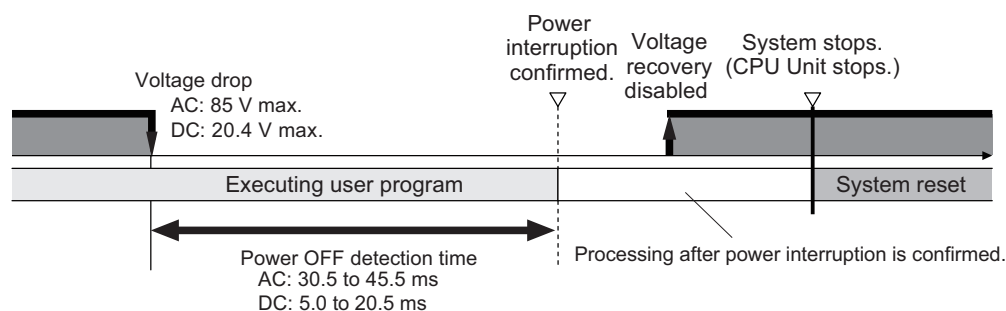 Power
interruption
confirmed.
Voltage
recovery
disabled
System stops.
(CPU Unit stops.)
Voltage drop
AC: 85 V max.
DC: 20.4 V max.
Executing user program
System reset
Processing after power interruption is confirmed.
Power OFF detection time
AC: 30.5 to 45.5 ms
DC: 5.0 to 20.5 ms